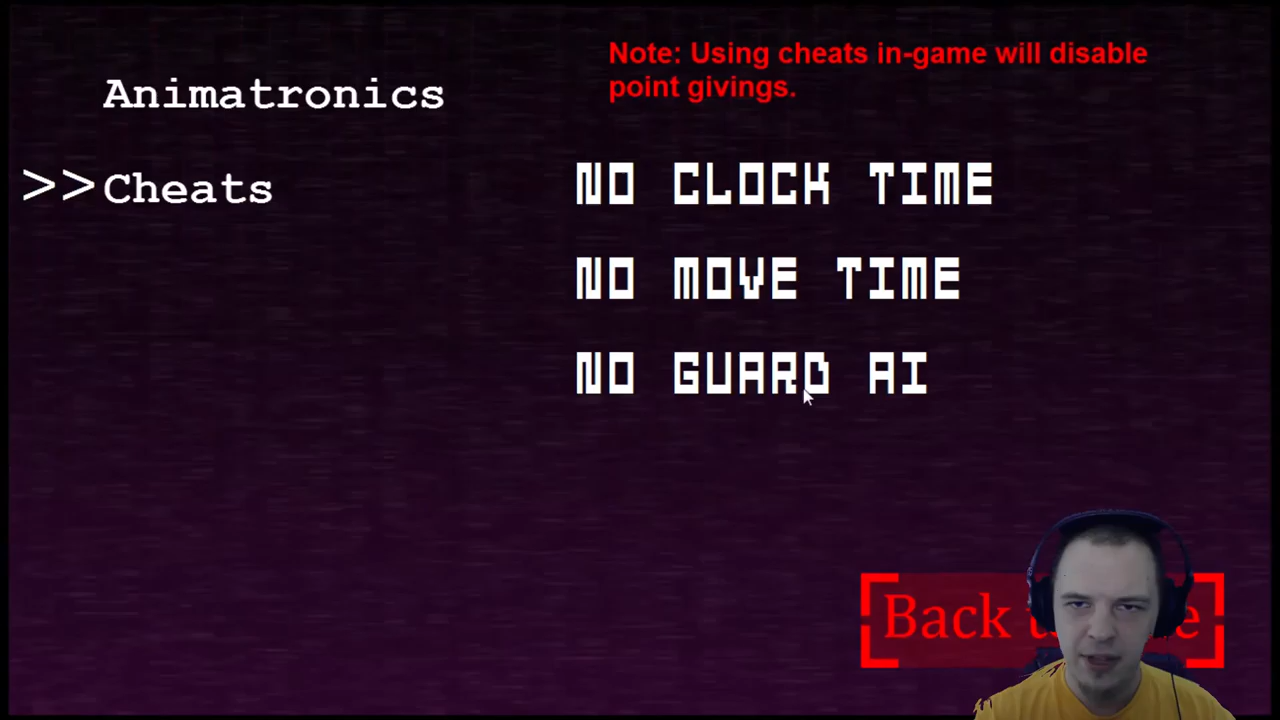 Note: Using cheats in-game will disable
point givings.
Animatronics
>>Cheats
NO CLOCK TIME
NO MOVE TIME
NO GUARD AI
Back